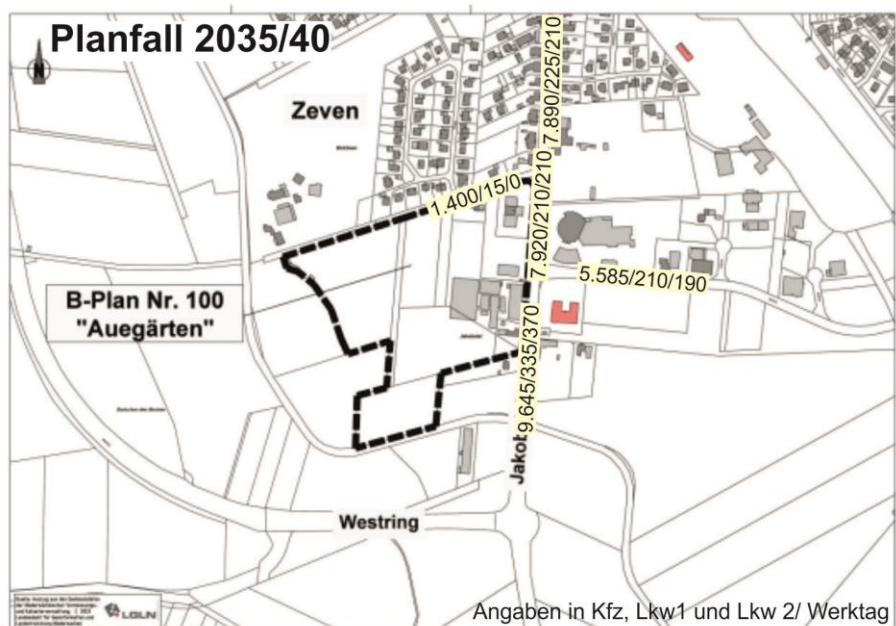 Planfall 2035/40
N
Zeven
7.890/225/210
1.400/15/0
7.920/210/210
5.585/210/190
B-Plan Nr. 100
"Auegärten"
9.645/335/370
Jakob
Westring
LGLN
Angaben in Kfz, Lkw1 und Lkw 2/ Werktag